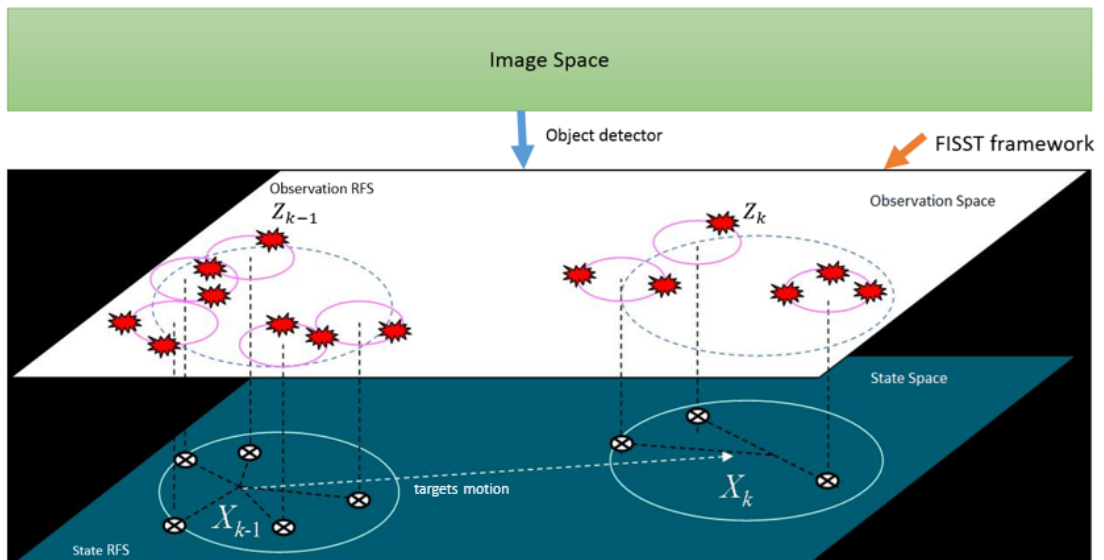 Image Space
Object detector
FISST framework
Observation RFS
Observation Space
Z_{k-1}
Z_k
State Space
targets motion
X_{k-1}
X_k
State RFS